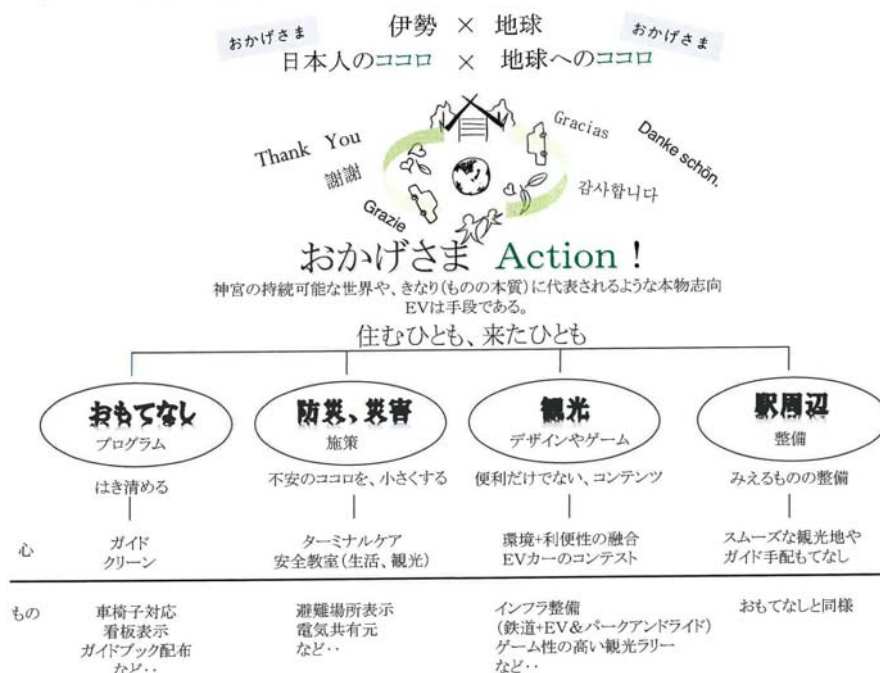 おかげさま 伊勢 × 地球 おかげさま
日本人のココロ × 地球へのココロ
Thank You
謝謝
Grazie
Gracias
Danke schön.
감사합니다
おかげさま Action！
神宮の持続可能な世界や、きなり(ものの本質)に代表されるような本物志向
EVは手段である。
住むひとも、来たひとも
おもてなし
プログラム
はき清める
防災、災害
施策
不安のココロを、小さくする
観光
デザインやゲーム
便利だけでない、コンテンツ
駅周辺
整備
みえるものの整備
心
ガイド
クリーン
ターミナルケア
安全教室(生活、観光)
環境+利便性の融合
EVカーのコンテスト
スムーズな観光地や
ガイド手配もてなし
もの
車椅子対応
看板表示
ガイドブック配布
など‥
避難場所表示
電気共有元
など‥
インフラ整備
(鉄道+EV&パークアンドライド)
ゲーム性の高い観光ラリー
など‥
おもてなしと同様